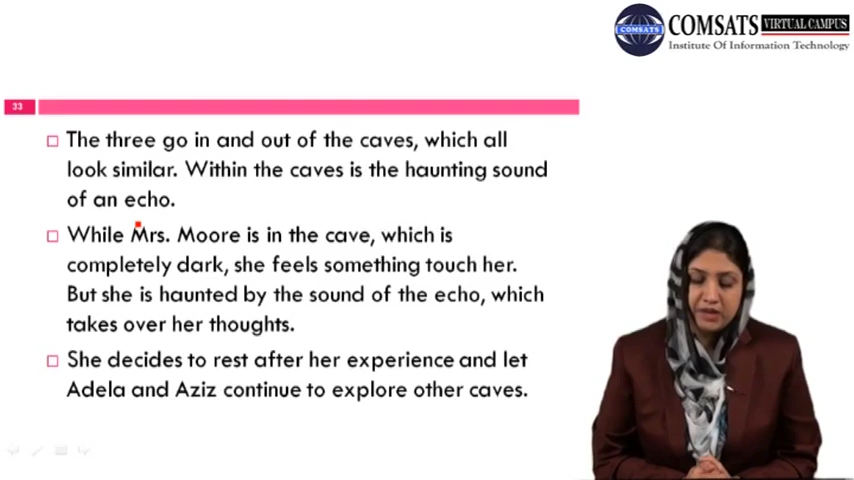 COMSATS
COMSATS VIRTUAL CAMPUS
Institute Of Information Technology
33
The three go in and out of the caves, which all
look similar. Within the caves is the haunting sound
of an echo.
While Mrs. Moore is in the cave, which is
completely dark, she feels something touch her.
But she is haunted by the sound of the echo, which
takes over her thoughts.
She decides to rest after her experience and let
Adela and Aziz continue to explore other caves.